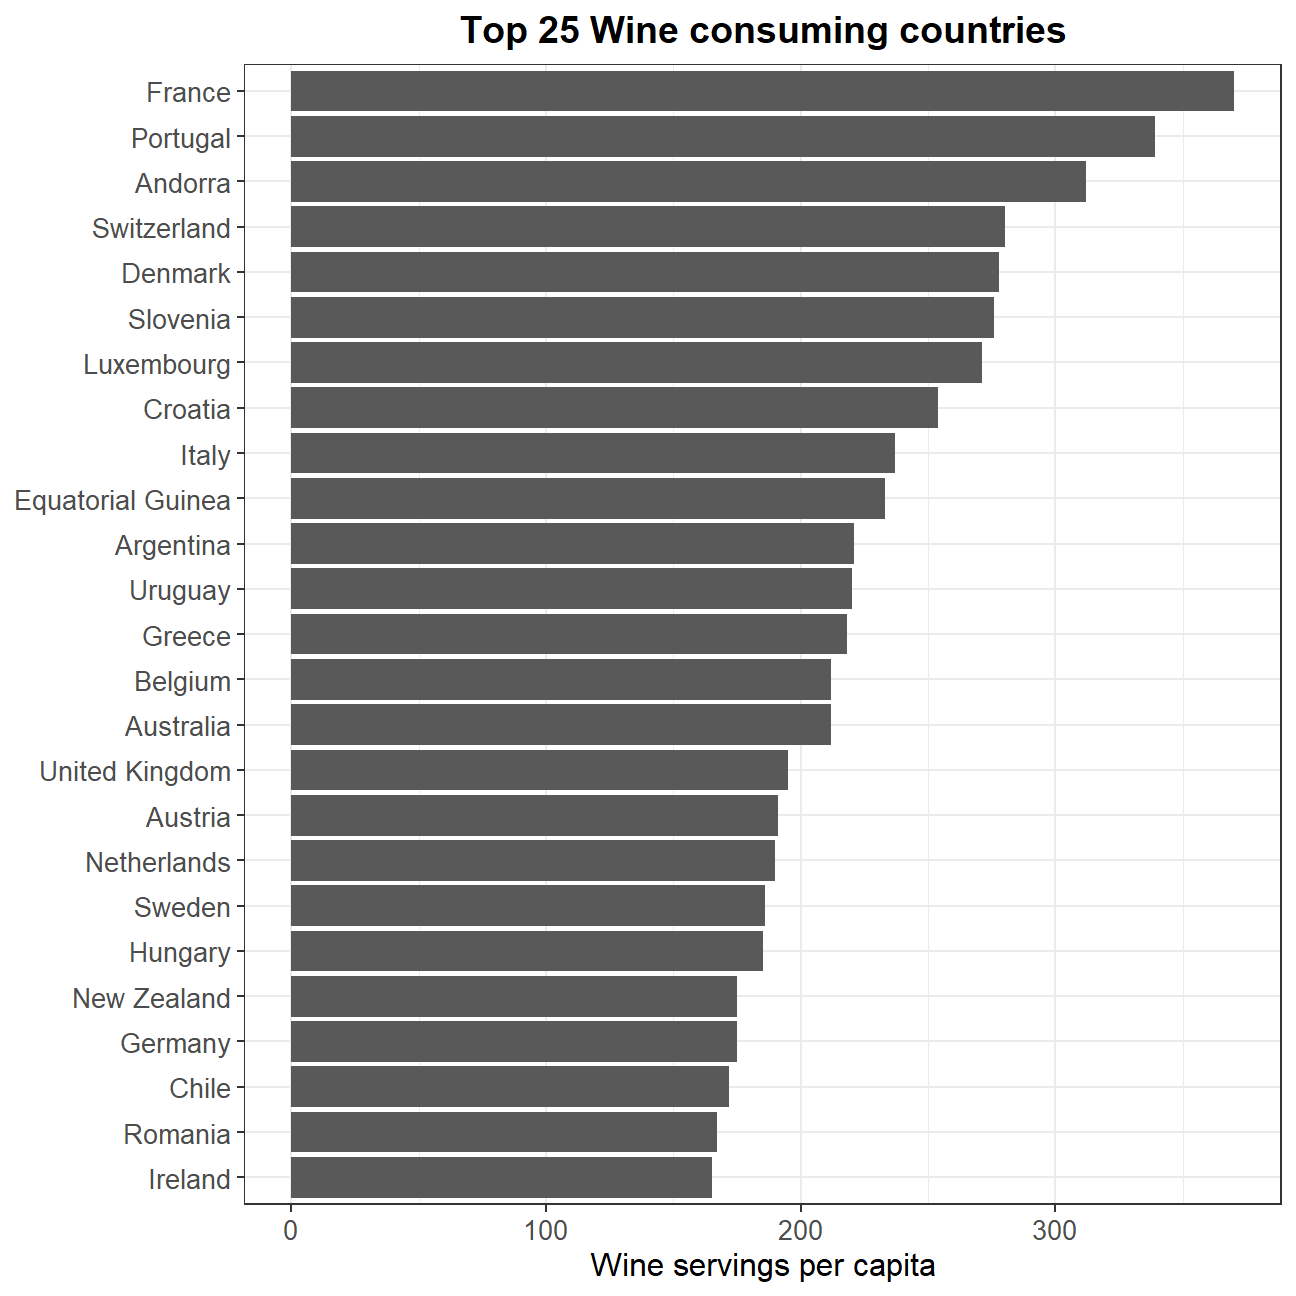 Top 25 Wine consuming countries
France
Portugal
Andorra
Switzerland
Denmark
Slovenia
Luxembourg
Croatia
Italy
Equatorial Guinea
Argentina
Uruguay
Greece
Belgium
Australia
United Kingdom
Austria
Netherlands
Sweden
Hungary
New Zealand
Germany
Chile
Romania
Ireland
0 100 200 300
Wine servings per capita